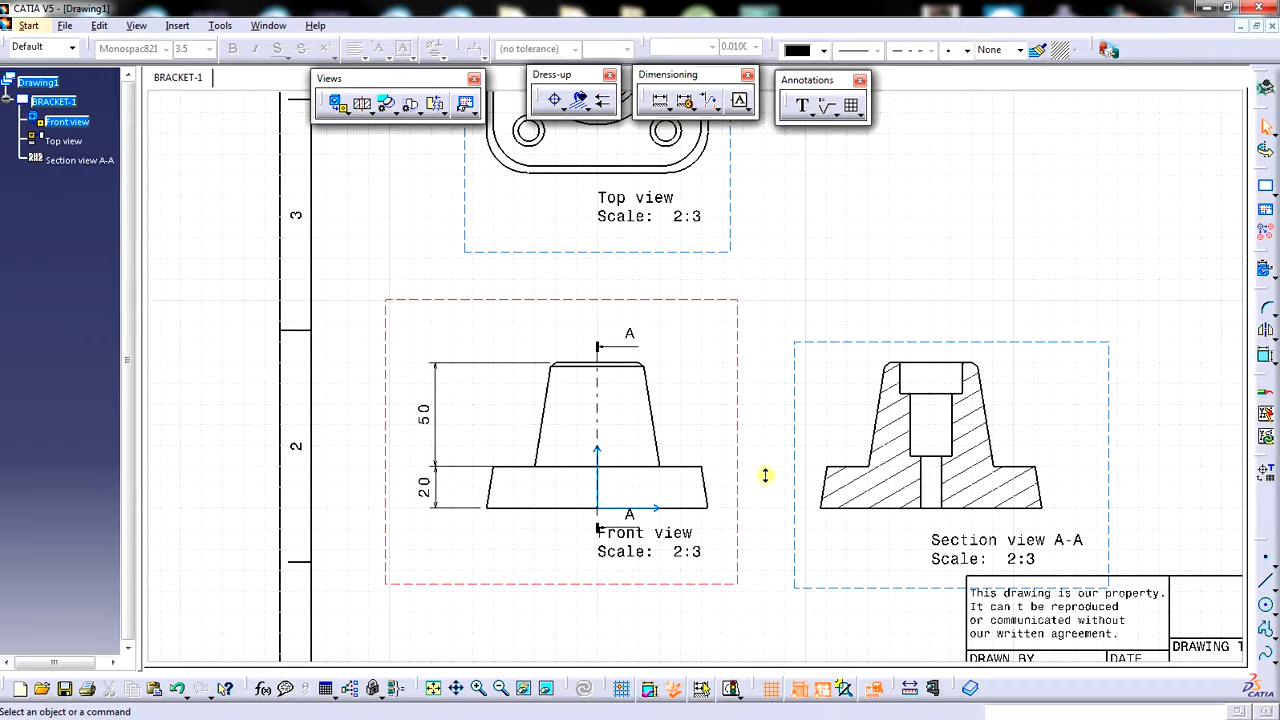 CATIA V5 - [Drawing1]
Start File Edit View Insert Tools Window Help
Default Monospac821 3.5 B I S S (no tolerance) 0.0100 None
Drawing1
BRACKET-1
Front view
Top view
Section view A-A
BRACKET-1
Views
Dress-up
Dimensioning
Annotations
Top view
Scale: 2:3
3
2
A
50
20
A
Front view
Scale: 2:3
Section view A-A
Scale: 2:3
This drawing is our property.
It can t be reproduced
or communicated without
our written agreement.
DRAWN BY DATE
DRAWING T
Select an object or a command
CATIA